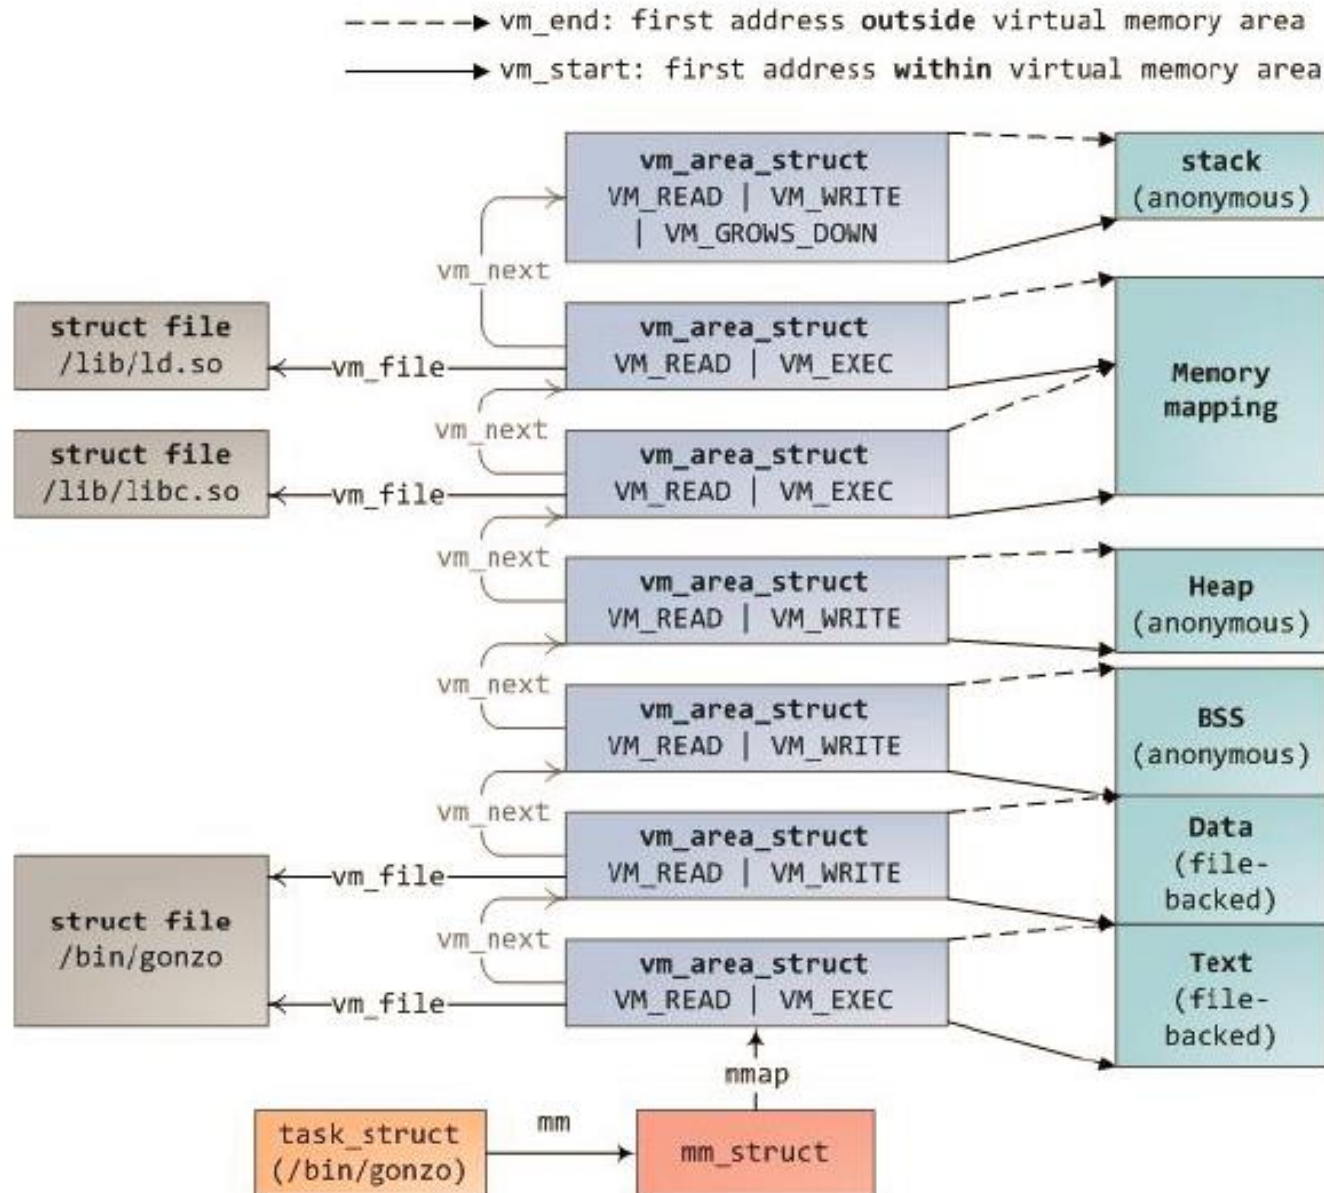 vm_end: first address outside virtual memory area
vm_start: first address within virtual memory area
vm_area_struct
VM_READ | VM_WRITE
| VM_GROWS_DOWN
stack
(anonymous)
vm_next
struct file
/lib/ld.so
vm_file
vm_area_struct
VM_READ | VM_EXEC
Memory
mapping
vm_next
struct file
/lib/libc.so
vm_file
vm_area_struct
VM_READ | VM_EXEC
vm_next
vm_area_struct
VM_READ | VM_WRITE
Heap
(anonymous)
vm_next
vm_area_struct
VM_READ | VM_WRITE
BSS
(anonymous)
vm_next
vm_area_struct
VM_READ | VM_WRITE
Data
(file-
backed)
vm_file
struct file
/bin/gonzo
vm_next
vm_file
vm_area_struct
VM_READ | VM_EXEC
Text
(file-
backed)
mmap
task_struct
(/bin/gonzo)
mm
mm_struct